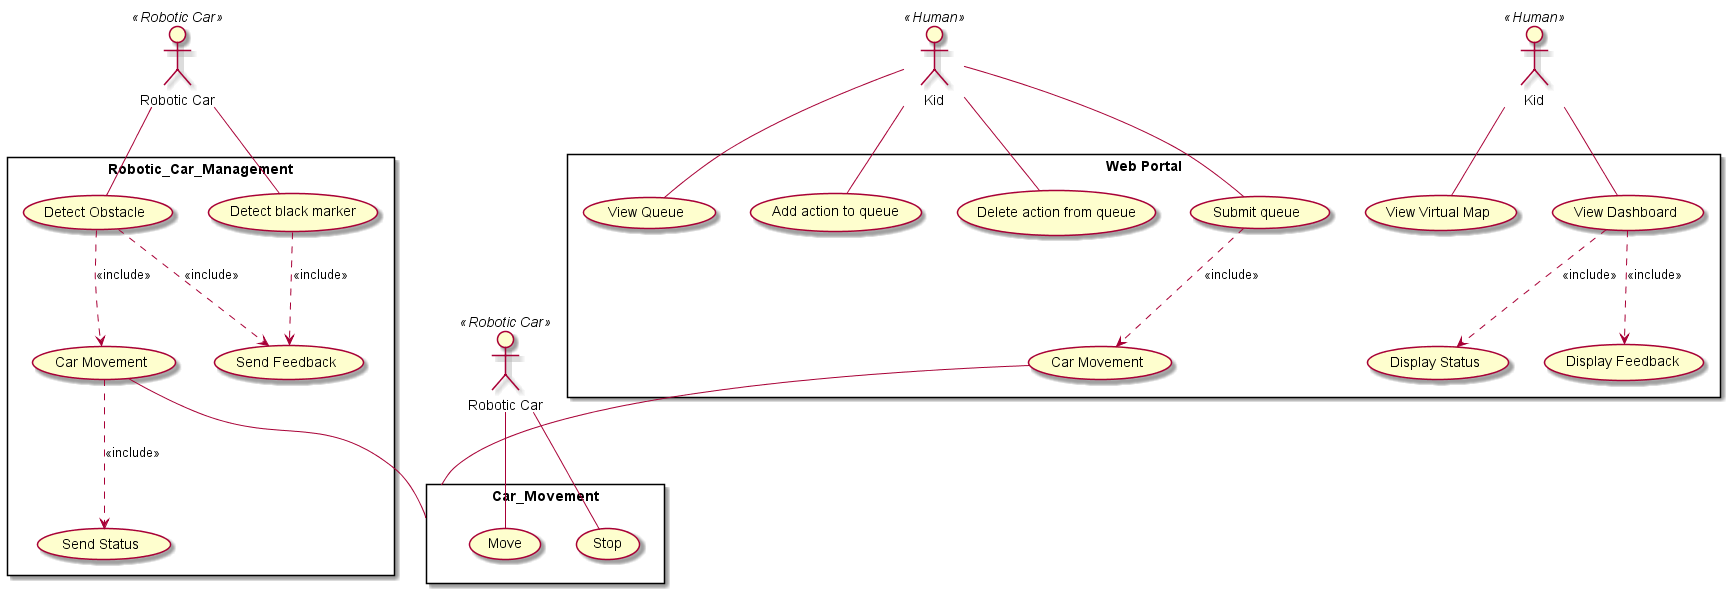 «Robotic Car»
Robotic Car
«Human»
Kid
«Human»
Kid
Robotic_Car_Management
Detect Obstacle
Detect black marker
«include»
«include»
«include»
Car Movement
Send Feedback
«include»
Send Status
«Robotic Car»
Robotic Car
Car_Movement
Move
Stop
Web Portal
View Queue
Add action to queue
Delete action from queue
Submit queue
View Virtual Map
View Dashboard
«include»
«include»
«include»
Car Movement
Display Status
Display Feedback